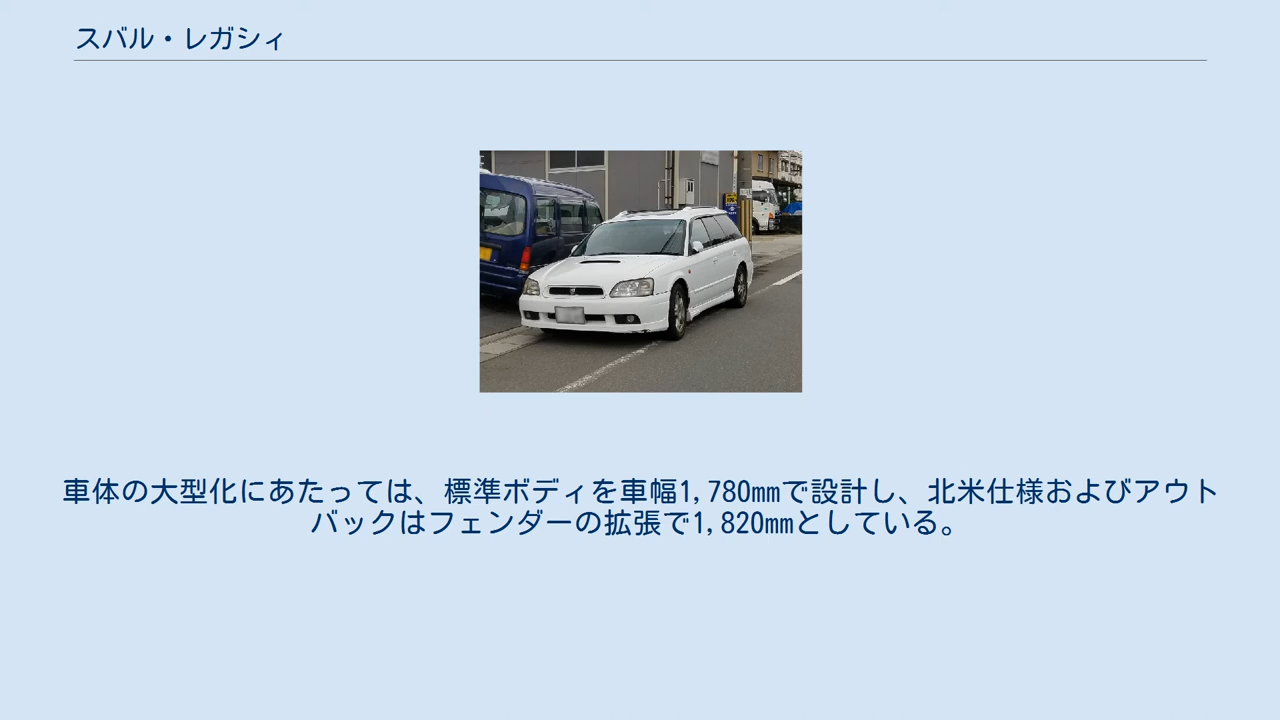 スバル・レガシィ
車体の大型化にあたっては、標準ボディを車幅1,780mmで設計し、北米仕様およびアウト
バックはフェンダーの拡張で1,820mmとしている。